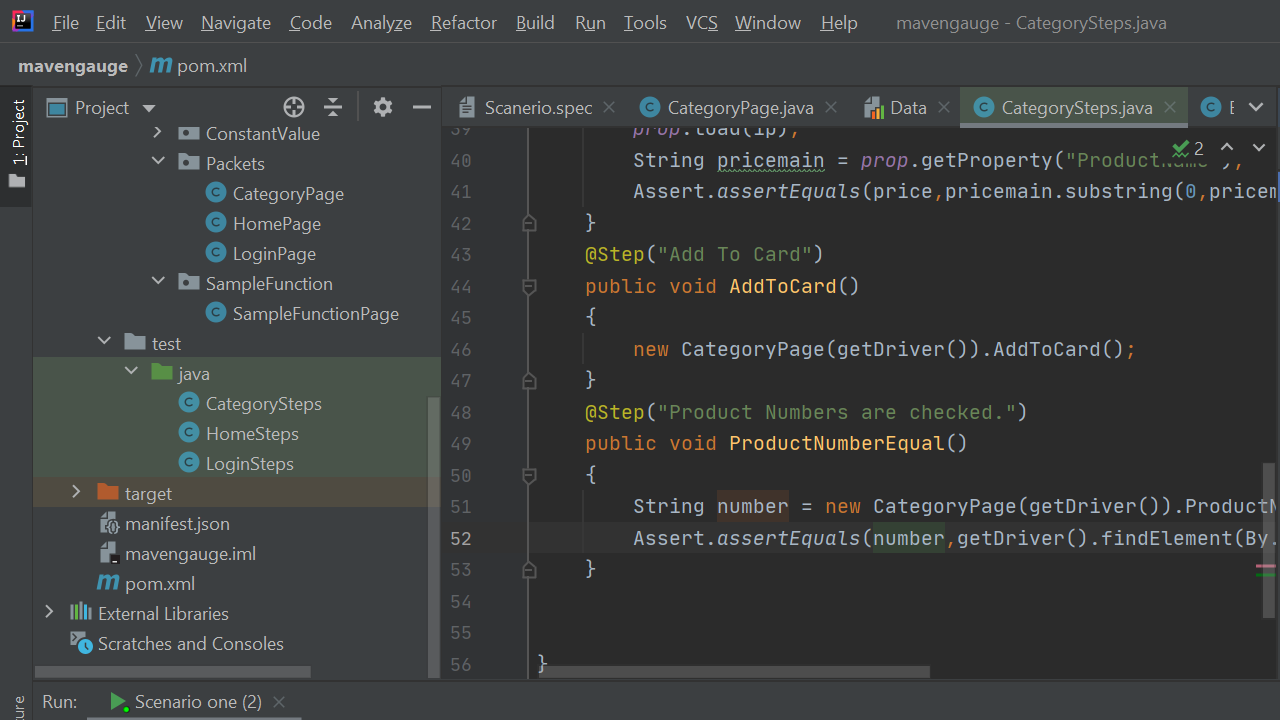 File Edit View Navigate Code Analyze Refactor Build Run Tools VCS Window Help mavengauge - CategorySteps.java
mavengauge pom.xml
1: Project
Project
ConstantValue
Packets
CategoryPage
HomePage
LoginPage
SampleFunction
SampleFunctionPage
test
java
CategorySteps
HomeSteps
LoginSteps
target
manifest.json
mavengauge.iml
pom.xml
External Libraries
Scratches and Consoles
Scanerio.spec CategoryPage.java Data CategorySteps.java
2
39 prop.load(ip);
40 String pricemain = prop.getProperty("ProductName");
41 Assert.assertEquals(price,pricemain.substring(0,pricem
42 }
43 @Step("Add To Card")
44 public void AddToCard()
45 {
46 new CategoryPage(getDriver()).AddToCard();
47 }
48 @Step("Product Numbers are checked.")
49 public void ProductNumberEqual()
50 {
51 String number = new CategoryPage(getDriver()).ProductN
52 Assert.assertEquals(number,getDriver().findElement(By.
53 }
54
55
56 }
Run: Scenario one (2)